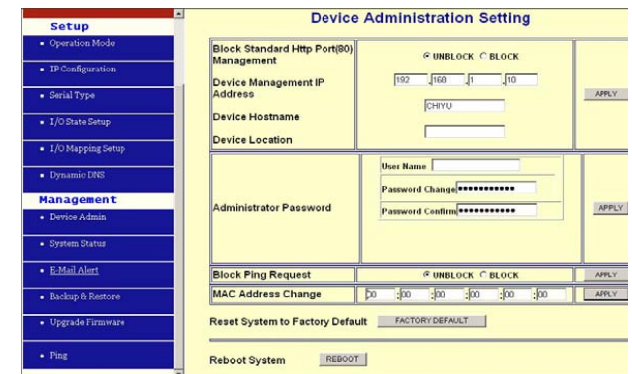 Setup
Operation Mode
IP Configuration
Serial Type
I/O State Setup
I/O Mapping Setup
Dynamic DNS
Management
Device Admin
System Status
E-Mail Alert
Backup & Restore
Upgrade Firmware
Ping
Device Administration Setting
Block Standard Http Port(80)
Management
UNBLOCK BLOCK
Device Management IP
Address
192 .168 .1 .10
Device Hostname
CHIYU
Device Location
APPLY
Administrator Password
User Name
Password Change ***********
Password Confirm ***********
APPLY
Block Ping Request
UNBLOCK BLOCK
APPLY
MAC Address Change
00 :00 :00 :00 :00 :00
APPLY
Reset System to Factory Default
FACTORY DEFAULT
Reboot System
REBOOT